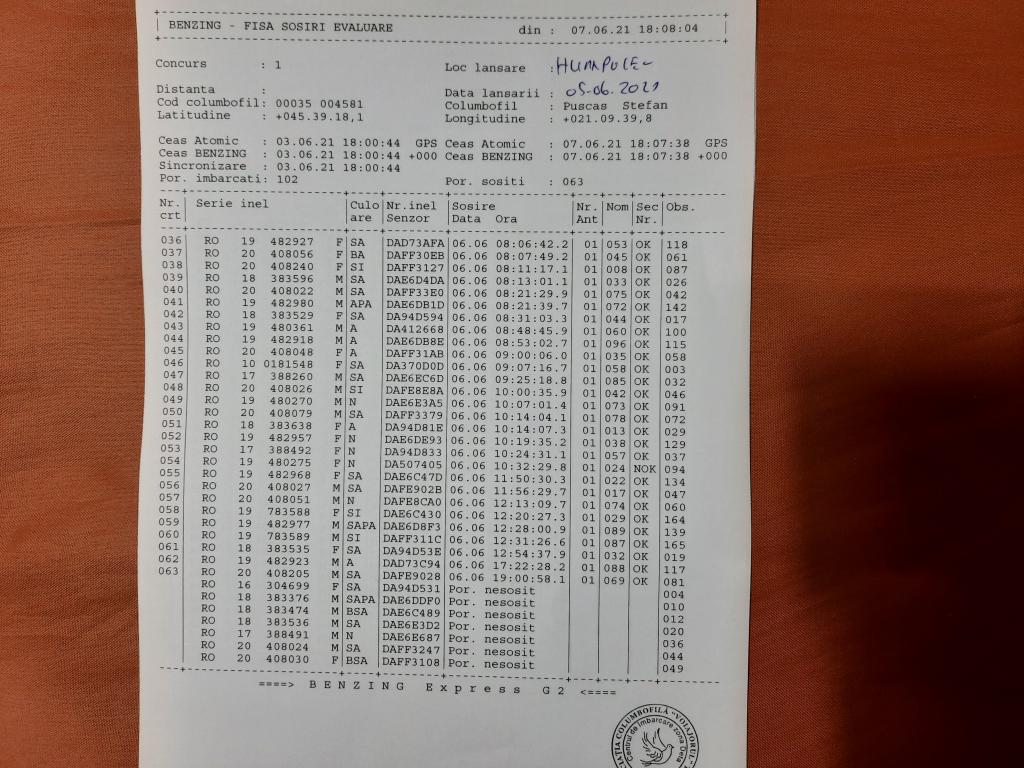 BENZING - FISA SOSIRI EVALUARE din : 07.06.21 18:08:04
Concurs : 1 Loc lansare :
Distanta : Data lansarii : 05.06.2021
Cod columbofil: 00035 004581 Columbofil : Puscas Stefan
Latitudine : +045.39.18,1 Longitudine : +021.09.39,8
Ceas Atomic : 03.06.21 18:00:44 GPS Ceas Atomic : 07.06.21 18:07:38 GPS
Ceas BENZING : 03.06.21 18:00:44 +000 Ceas BENZING : 07.06.21 18:07:38 +000
Sincronizare : 03.06.21 18:00:44
Por. imbarcati: 102 Por. sositi : 063
Nr. Serie inel Culo Nr.inel Sosire Nr. Nom Sec Obs.
crt are Senzor Data Ora Ant Nr.
036 RO 19 482927 F SA DAD73AFA 06.06 08:06:42.2 01 053 OK 118
037 RO 20 408056 F BA DAFF30EB 06.06 08:07:49.2 01 045 OK 061
038 RO 20 408240 F SI DAFF3127 06.06 08:11:17.1 01 008 OK 087
039 RO 18 383596 M SA DAE6D4DA 06.06 08:13:01.1 01 033 OK 026
040 RO 20 408022 M SA DAFF33E0 06.06 08:21:29.9 01 075 OK 042
041 RO 19 482980 M APA DAE6DB1D 06.06 08:21:39.7 01 072 OK 142
042 RO 18 383529 F SA DA94D594 06.06 08:31:03.3 01 044 OK 017
043 RO 19 480361 M A DA412668 06.06 08:48:45.9 01 060 OK 100
044 RO 19 482918 M A DAE6DB8E 06.06 08:53:02.7 01 096 OK 115
045 RO 20 408048 F A DAFF31AB 06.06 09:00:06.0 01 035 OK 058
046 RO 10 0181548 F SA DA370D0D 06.06 09:07:16.7 01 058 OK 003
047 RO 17 388260 M SA DAE6EC6D 06.06 09:25:18.8 01 085 OK 032
048 RO 20 408026 M SI DAFE8E8A 06.06 10:00:35.9 01 042 OK 046
049 RO 19 480270 M N DAE6E3A5 06.06 10:07:01.4 01 073 OK 091
050 RO 20 408079 M SA DAFF3379 06.06 10:14:04.1 01 078 OK 072
051 RO 18 383638 F A DA94D81E 06.06 10:14:07.3 01 013 OK 029
052 RO 19 482957 F N DAE6DE93 06.06 10:19:35.2 01 038 OK 129
053 RO 17 388492 F N DA94D833 06.06 10:24:31.1 01 057 OK 037
054 RO 19 480275 F N DA507405 06.06 10:32:29.8 01 024 NOK 094
055 RO 19 482968 F SA DAE6C47D 06.06 11:50:30.3 01 022 OK 134
056 RO 20 408027 M SA DAFE902B 06.06 11:56:29.7 01 017 OK 047
057 RO 20 408051 M N DAFE8CA0 06.06 12:13:09.7 01 074 OK 060
058 RO 19 783588 F SI DAE6C430 06.06 12:20:27.3 01 029 OK 164
059 RO 19 482977 M SAPA DAE6D8F3 06.06 12:28:00.9 01 089 OK 139
060 RO 19 783589 M SI DAFF311C 06.06 12:31:26.6 01 087 OK 165
061 RO 18 383535 F SA DA94D53E 06.06 12:54:37.9 01 032 OK 019
062 RO 19 482923 M A DAD73C94 06.06 17:22:28.2 01 088 OK 117
063 RO 20 408205 M SA DAFE9028 06.06 19:00:58.1 01 069 OK 081
RO 16 304699 F SA DA94D531 Por. nesosit 004
RO 18 383376 M SAPA DAE6DDF0 Por. nesosit 010
RO 18 383474 M BSA DAE6C489 Por. nesosit 012
RO 18 383536 M SA DAE6E3D2 Por. nesosit 020
RO 17 388491 M N DAE6E687 Por. nesosit 036
RO 20 408024 M SA DAFF3247 Por. nesosit 044
RO 20 408030 F BSA DAFF3108 Por. nesosit 049
====> BENZING Express G2 <====
COLUMBOFILĂ "VOIAJORUL"
Centrul de Imbarcare zona Deta